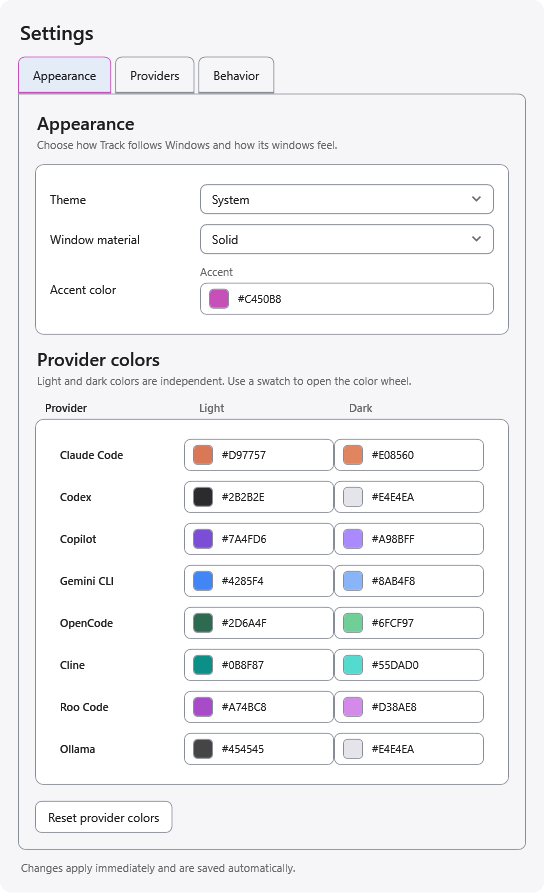 Settings
Appearance
Providers
Behavior
Appearance
Choose how Track follows Windows and how its windows feel.
Theme
System
Window material
Solid
Accent color
Accent
#C450B8
Provider colors
Light and dark colors are independent. Use a swatch to open the color wheel.
Provider Light Dark
Claude Code #D97757 #E08560
Codex #2B2B2E #E4E4EA
Copilot #7A4FD6 #A98BFF
Gemini CLI #4285F4 #8AB4F8
OpenCode #2D6A4F #6FCF97
Cline #0B8F87 #55DAD0
Roo Code #A74BC8 #D38AE8
Ollama #454545 #E4E4EA
Reset provider colors
Changes apply immediately and are saved automatically.